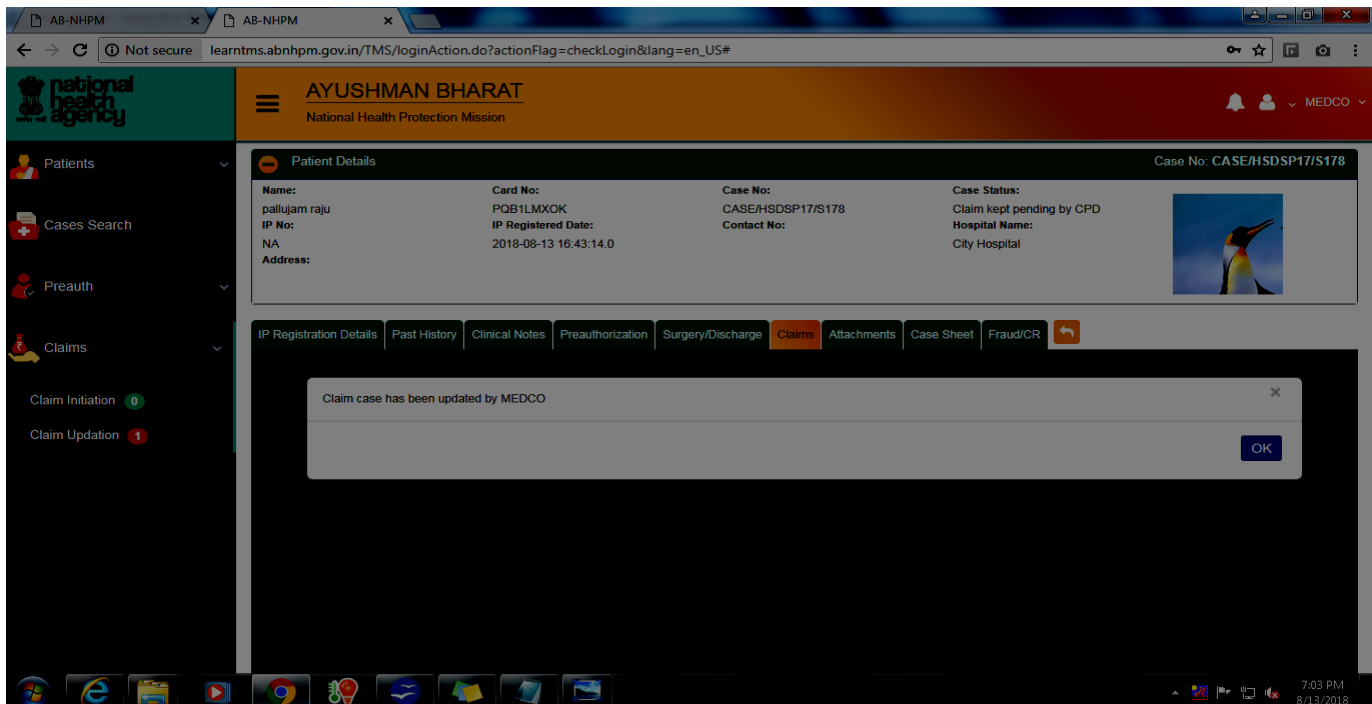 AB-NHPM
AB-NHPM
Not secure learntms.abnhpm.gov.in/TMS/loginAction.do?actionFlag=checkLogin&lang=en_US#
national
health
agency
AYUSHMAN BHARAT
National Health Protection Mission
MEDCO
Patients
Cases Search
Preauth
Claims
Claim Initiation 0
Claim Updation 1
Patient Details Case No: CASE/HSDSP17/S178
Name: Card No: Case No: Case Status:
pallujam raju PQB1LMXOK CASE/HSDSP17/S178 Claim kept pending by CPD
IP No: IP Registered Date: Contact No: Hospital Name:
NA 2018-08-13 16:43:14.0 City Hospital
Address:
IP Registration Details Past History Clinical Notes Preauthorization Surgery/Discharge Claims Attachments Case Sheet Fraud/CR
Claim case has been updated by MEDCO
OK
7:03 PM
8/13/2018